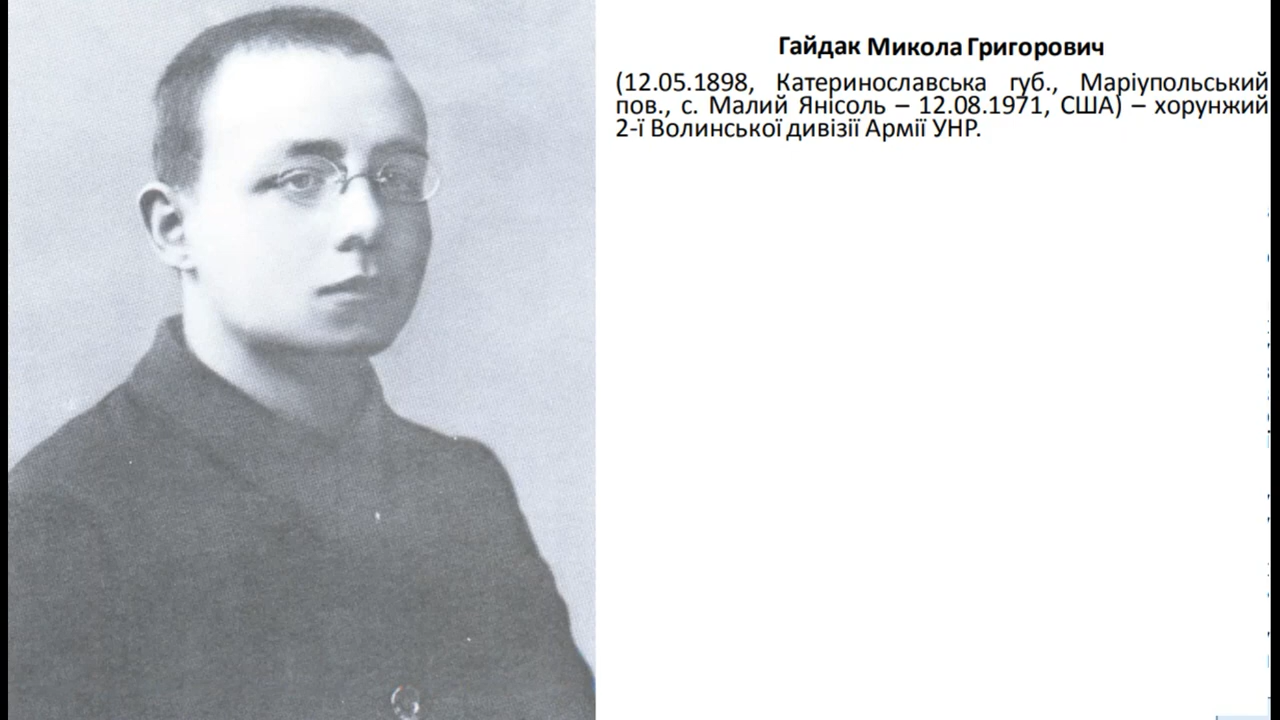 Гайдак Микола Григорович
(12.05.1898, Катеринославська губ., Маріупольський
пов., с. Малий Янісоль – 12.08.1971, США) – хорунжий
2-ї Волинської дивізії Армії УНР.